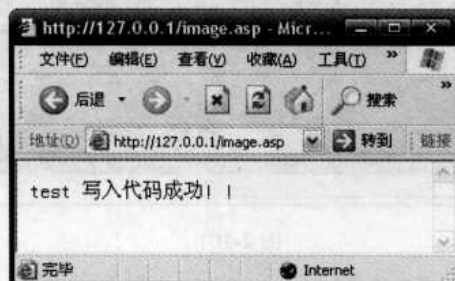 http://127.0.0.1/image.asp - Micr...
文件(F) 编辑(E) 查看(V) 收藏(A) 工具(T) »
后退 搜索 »
地址(D) http://127.0.0.1/image.asp 转到 链接
test 写入代码成功! !
完毕 Internet